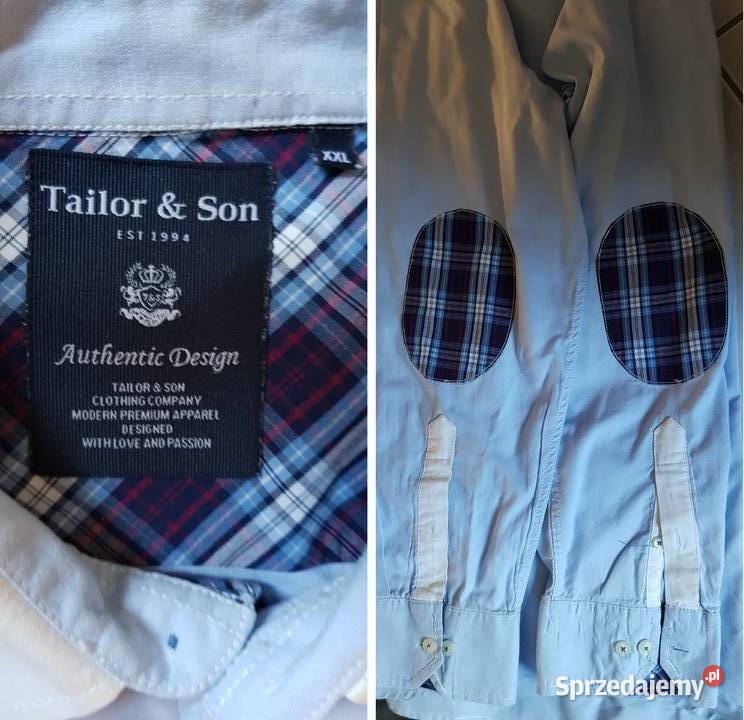 XXL
Tailor & Son
EST 1994
T&S
Authentic Design
TAILOR & SON
CLOTHING COMPANY
MODERN PREMIUM APPAREL
DESIGNED
WITH LOVE AND PASSION
Sprzedajemy.pl